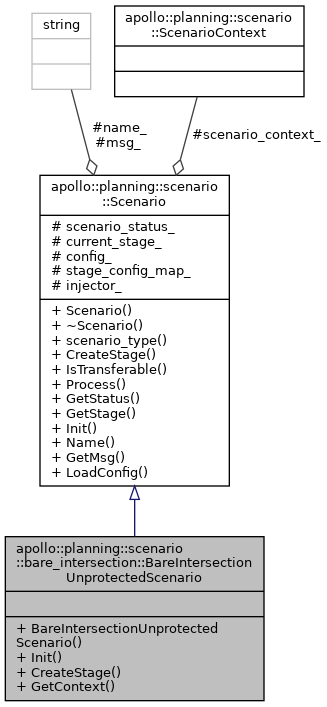 string
apollo::planning::scenario
::ScenarioContext
#name_
#msg_
#scenario_context_
apollo::planning::scenario
::Scenario
# scenario_status_
# current_stage_
# config_
# stage_config_map_
# injector_
+ Scenario()
+ ~Scenario()
+ scenario_type()
+ CreateStage()
+ IsTransferable()
+ Process()
+ GetStatus()
+ GetStage()
+ Init()
+ Name()
+ GetMsg()
+ LoadConfig()
apollo::planning::scenario
::bare_intersection::BareIntersection
UnprotectedScenario
+ BareIntersectionUnprotected
Scenario()
+ Init()
+ CreateStage()
+ GetContext()